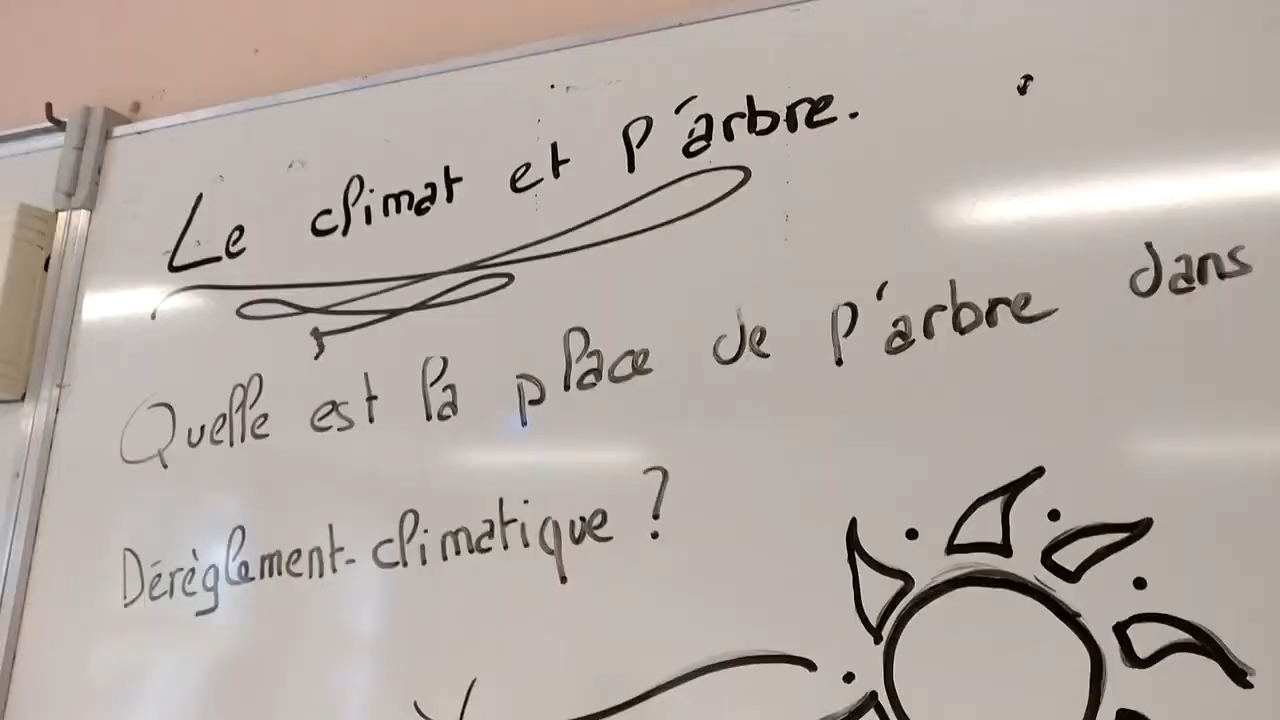 Le climat et l'arbre.
Quelle est la place de l'arbre dans
Dérèglement-climatique ?